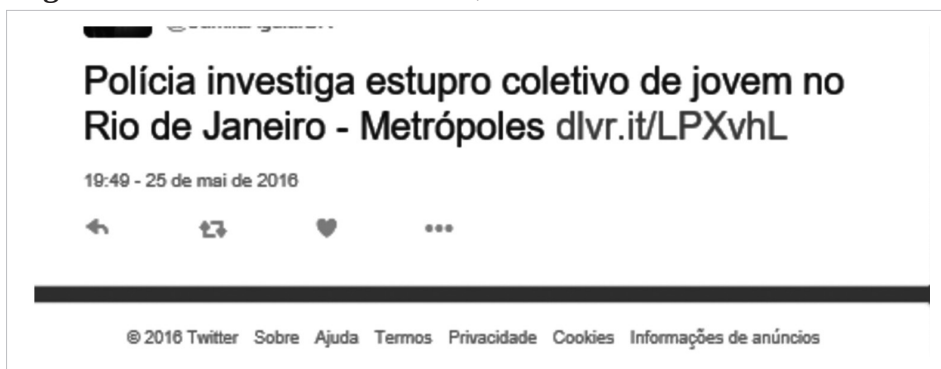 Polícia investiga estupro coletivo de jovem no
Rio de Janeiro - Metrópoles dlvr.it/LPXvhL
19:49 - 25 de mai de 2016
© 2016 Twitter Sobre Ajuda Termos Privacidade Cookies Informações de anúncios